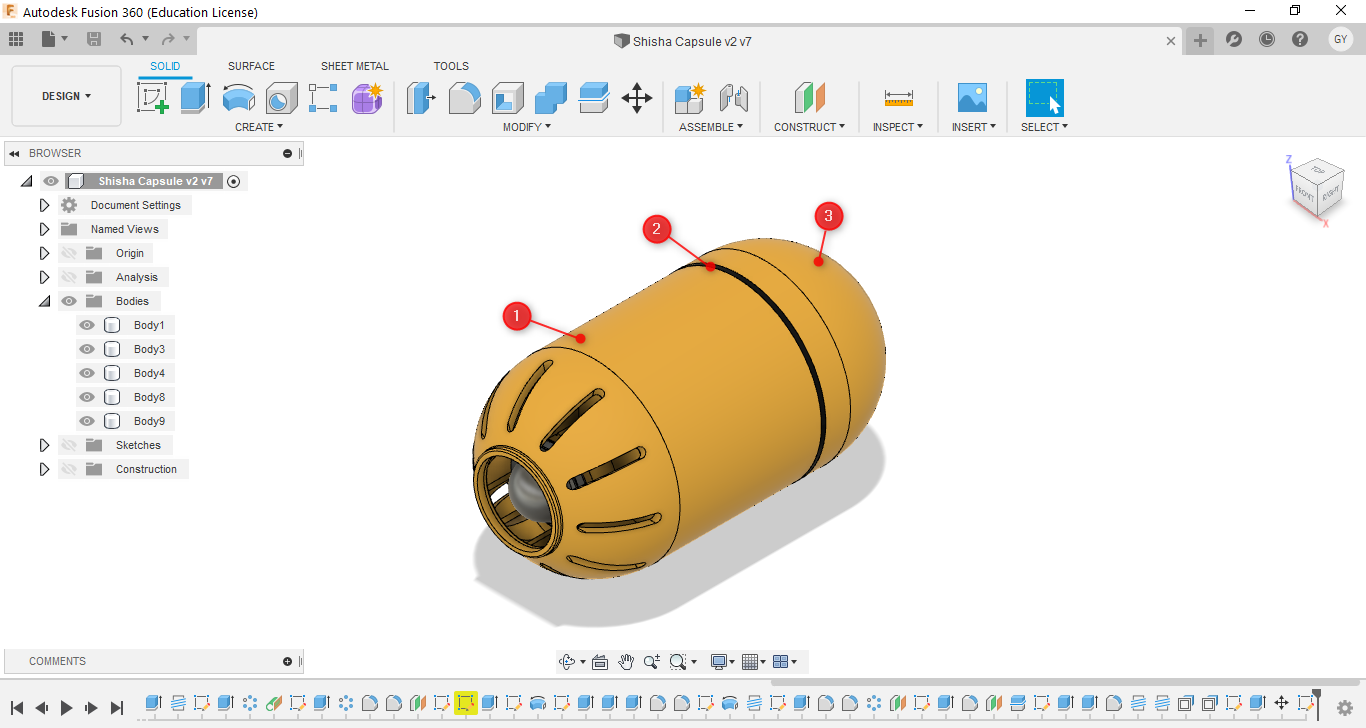 Autodesk Fusion 360 (Education License)
Shisha Capsule v2 v7
GY
SOLID SURFACE SHEET METAL TOOLS
DESIGN
CREATE MODIFY ASSEMBLE CONSTRUCT INSPECT INSERT SELECT
BROWSER
Shisha Capsule v2 v7
Document Settings
Named Views
Origin
Analysis
Bodies
Body1
Body3
Body4
Body8
Body9
Sketches
Construction
1
2
3
Z
TOP
FRONT
RIGHT
X
COMMENTS